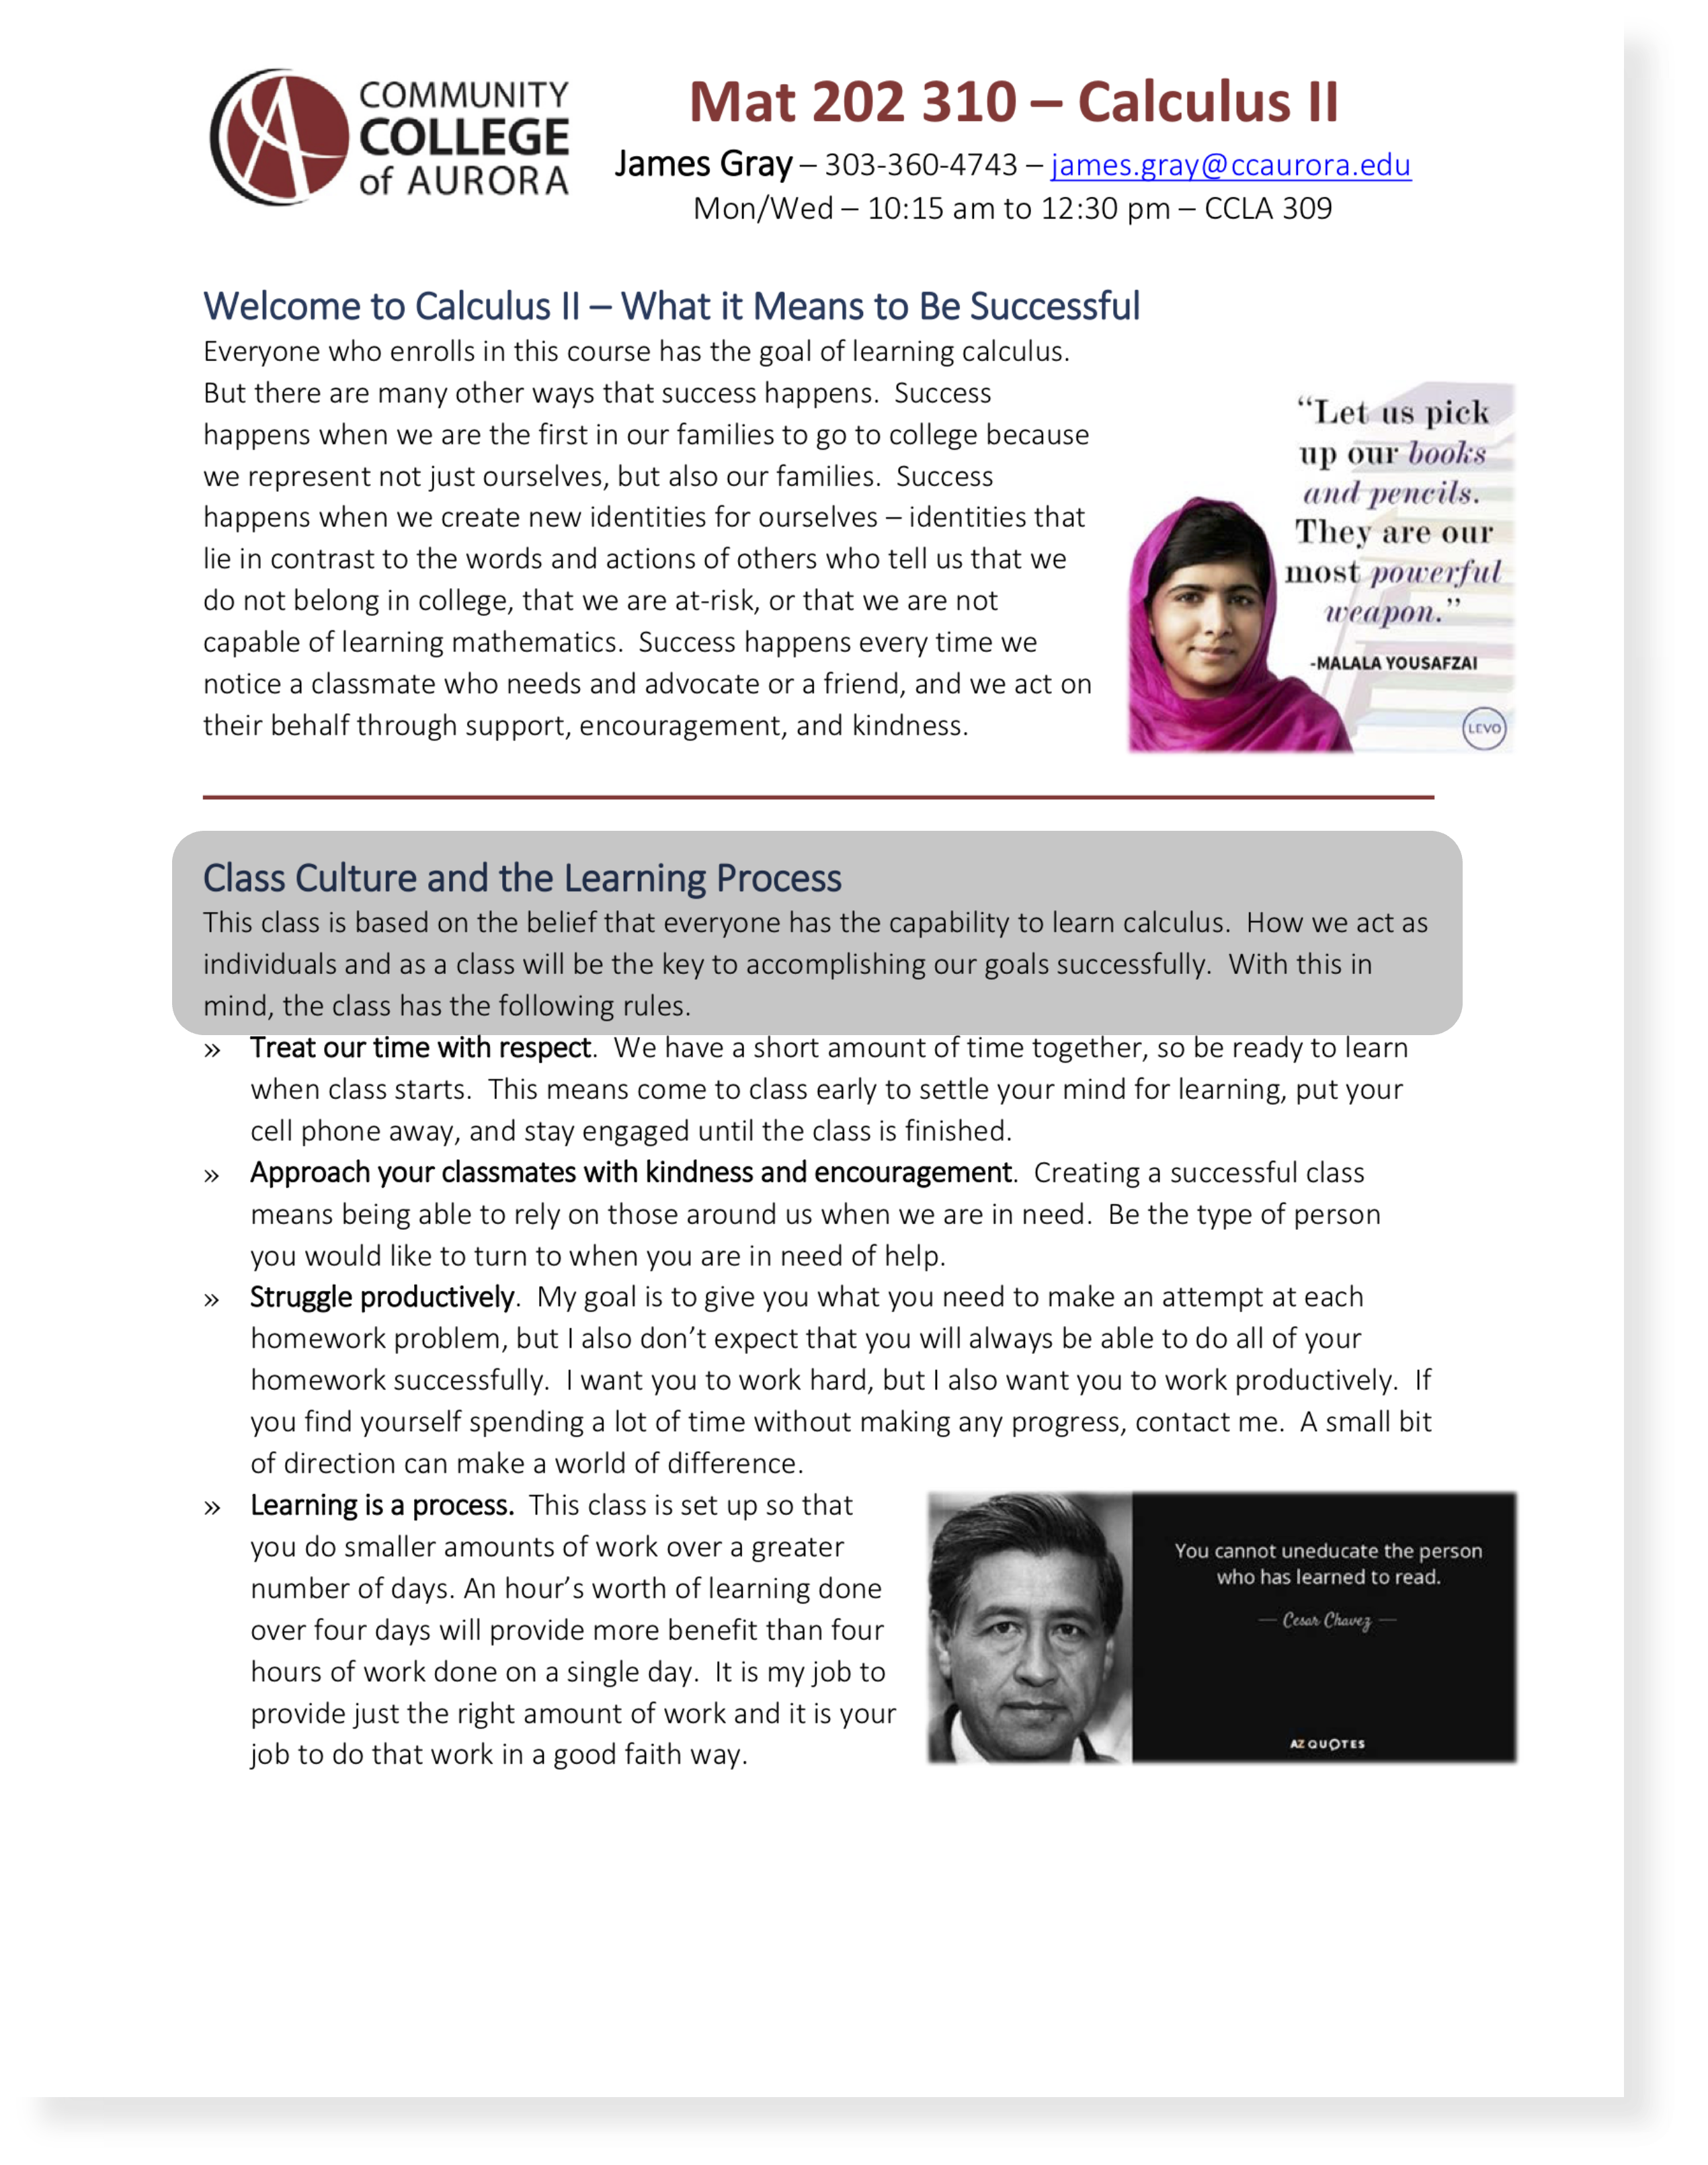 COMMUNITY
COLLEGE
of AURORA
Mat 202 310 – Calculus II
James Gray – 303-360-4743 – james.gray@ccaurora.edu
Mon/Wed – 10:15 am to 12:30 pm – CCLA 309
Welcome to Calculus II – What it Means to Be Successful
Everyone who enrolls in this course has the goal of learning calculus.
But there are many other ways that success happens.  Success
happens when we are the first in our families to go to college because
we represent not just ourselves, but also our families.  Success
happens when we create new identities for ourselves – identities that
lie in contrast to the words and actions of others who tell us that we
do not belong in college, that we are at-risk, or that we are not
capable of learning mathematics.  Success happens every time we
notice a classmate who needs and advocate or a friend, and we act on
their behalf through support, encouragement, and kindness.
“Let us pick
up our books
and pencils.
They are our
most powerful
weapon.”
-MALALA YOUSAFZAI
LEVO
Class Culture and the Learning Process
This class is based on the belief that everyone has the capability to learn calculus.  How we act as
individuals and as a class will be the key to accomplishing our goals successfully.  With this in
mind, the class has the following rules.
» Treat our time with respect.  We have a short amount of time together, so be ready to learn
when class starts.  This means come to class early to settle your mind for learning, put your
cell phone away, and stay engaged until the class is finished.
» Approach your classmates with kindness and encouragement.  Creating a successful class
means being able to rely on those around us when we are in need.  Be the type of person
you would like to turn to when you are in need of help.
» Struggle productively.  My goal is to give you what you need to make an attempt at each
homework problem, but I also don’t expect that you will always be able to do all of your
homework successfully.  I want you to work hard, but I also want you to work productively.  If
you find yourself spending a lot of time without making any progress, contact me.  A small bit
of direction can make a world of difference.
» Learning is a process.  This class is set up so that
you do smaller amounts of work over a greater
number of days. An hour’s worth of learning done
over four days will provide more benefit than four
hours of work done on a single day.  It is my job to
provide just the right amount of work and it is your
job to do that work in a good faith way.
You cannot uneducate the person
who has learned to read.
— Cesar Chavez —
AZ QUOTES